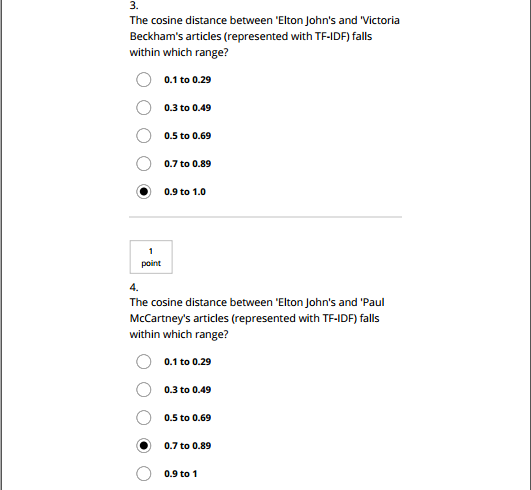 3.
The cosine distance between 'Elton John's and 'Victoria
Beckham's articles (represented with TF-IDF) falls
within which range?
0.1 to 0.29
0.3 to 0.49
0.5 to 0.69
0.7 to 0.89
0.9 to 1.0
1
point
4.
The cosine distance between 'Elton John's and 'Paul
McCartney's articles (represented with TF-IDF) falls
within which range?
0.1 to 0.29
0.3 to 0.49
0.5 to 0.69
0.7 to 0.89
0.9 to 1